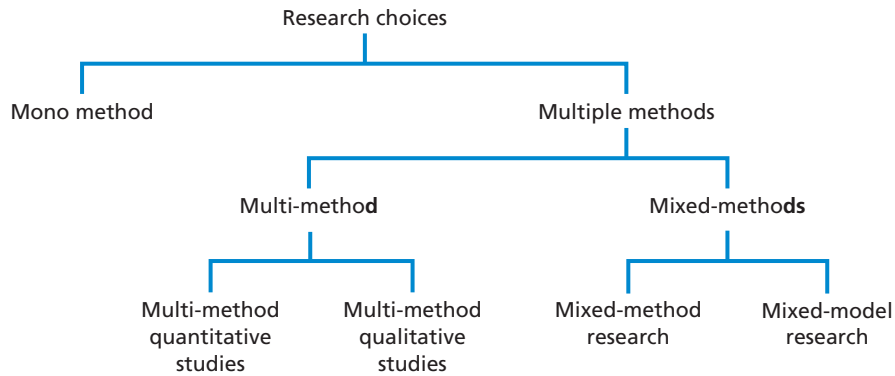 Research choices
Mono method
Multiple methods
Multi-method
Mixed-methods
Multi-method
quantitative
studies
Multi-method
qualitative
studies
Mixed-method
research
Mixed-model
research